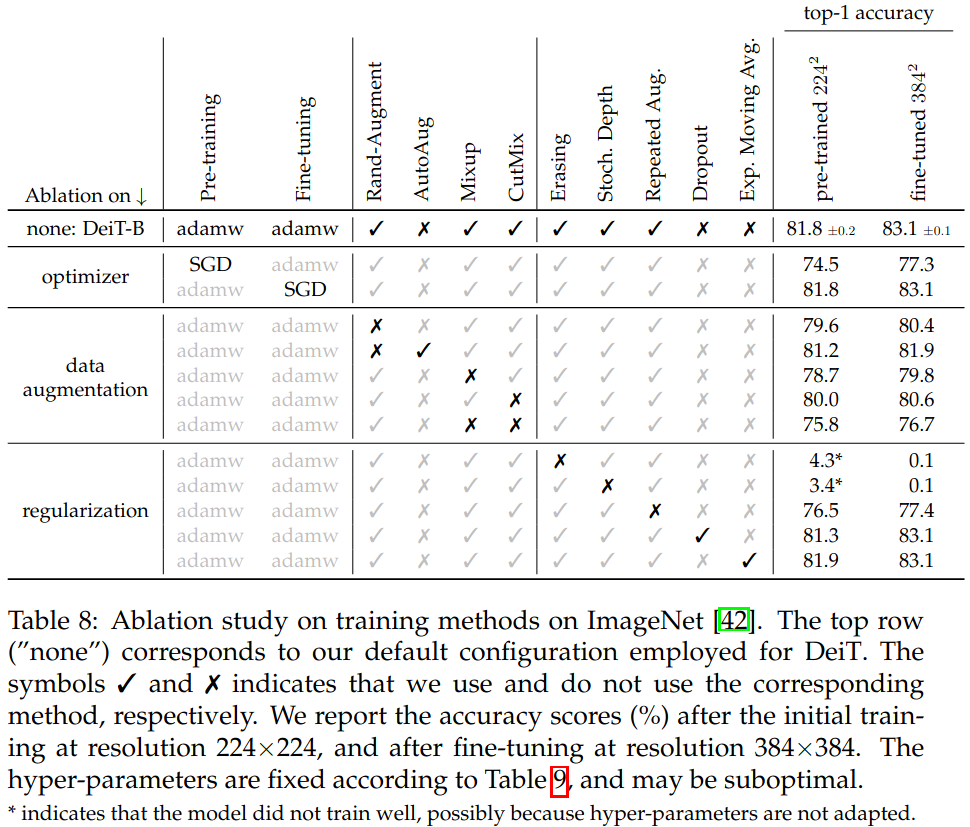 top-1 accuracy
Ablation on ↓ Pre-training Fine-tuning Rand-Augment AutoAug Mixup CutMix Erasing Stoch. Depth Repeated Aug. Dropout Exp. Moving Avg. pre-trained 224² fine-tuned 384²
none: DeiT-B adamw adamw ✓ ✗ ✓ ✓ ✓ ✓ ✓ ✗ ✗ 81.8 ±0.2 83.1 ±0.1
optimizer
SGD adamw ✓ ✗ ✓ ✓ ✓ ✓ ✓ ✗ ✗ 74.5 77.3
adamw SGD ✓ ✗ ✓ ✓ ✓ ✓ ✓ ✗ ✗ 81.8 83.1
data
augmentation
adamw adamw ✗ ✗ ✓ ✓ ✓ ✓ ✓ ✗ ✗ 79.6 80.4
adamw adamw ✗ ✓ ✓ ✓ ✓ ✓ ✓ ✗ ✗ 81.2 81.9
adamw adamw ✓ ✗ ✗ ✓ ✓ ✓ ✓ ✗ ✗ 78.7 79.8
adamw adamw ✓ ✗ ✓ ✗ ✓ ✓ ✓ ✗ ✗ 80.0 80.6
adamw adamw ✓ ✗ ✗ ✗ ✓ ✓ ✓ ✗ ✗ 75.8 76.7
regularization
adamw adamw ✓ ✗ ✓ ✓ ✗ ✓ ✓ ✗ ✗ 4.3* 0.1
adamw adamw ✓ ✗ ✓ ✓ ✓ ✗ ✓ ✗ ✗ 3.4* 0.1
adamw adamw ✓ ✗ ✓ ✓ ✓ ✓ ✗ ✗ ✗ 76.5 77.4
adamw adamw ✓ ✗ ✓ ✓ ✓ ✓ ✓ ✓ ✗ 81.3 83.1
adamw adamw ✓ ✗ ✓ ✓ ✓ ✓ ✓ ✗ ✓ 81.9 83.1
Table 8: Ablation study on training methods on ImageNet [42]. The top row
(”none”) corresponds to our default configuration employed for DeiT. The
symbols ✓ and ✗ indicates that we use and do not use the corresponding
method, respectively. We report the accuracy scores (%) after the initial train-
ing at resolution 224×224, and after fine-tuning at resolution 384×384. The
hyper-parameters are fixed according to Table 9, and may be suboptimal.
* indicates that the model did not train well, possibly because hyper-parameters are not adapted.